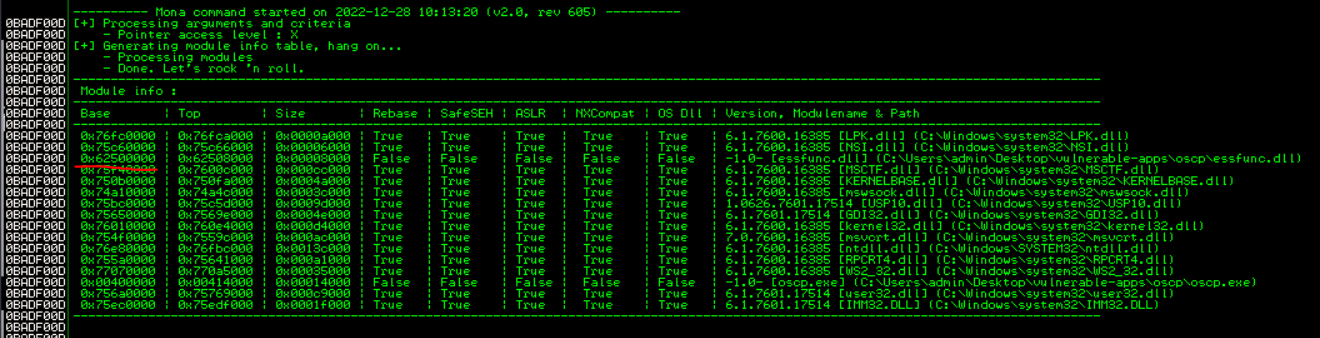 ---------- Mona command started on 2022-12-28 10:13:20 (v2.0, rev 605) ----------
0BADF00D [+] Processing arguments and criteria
0BADF00D     - Pointer access level : X
0BADF00D [+] Generating module info table, hang on...
0BADF00D     - Processing modules
0BADF00D     - Done. Let's rock 'n roll.
0BADF00D ----------
0BADF00D  Module info :
0BADF00D ----------
0BADF00D  Base | Top | Size | Rebase | SafeSEH | ASLR | NXCompat | OS Dll | Version, Modulename & Path
0BADF00D ----------
0BADF00D  0x76fc0000 | 0x76fca000 | 0x0000a000 | True | True | True | True | True | 6.1.7600.16385 [LPK.dll] (C:\Windows\system32\LPK.dll)
0BADF00D  0x75c60000 | 0x75c66000 | 0x00006000 | True | True | True | True | True | 6.1.7600.16385 [NSI.dll] (C:\Windows\system32\NSI.dll)
0BADF00D  0x62500000 | 0x62508000 | 0x00008000 | False | False | False | False | False | -1.0- [essfunc.dll] (C:\Users\admin\Desktop\vulnerable-apps\oscp\essfunc.dll)
0BADF00D  0x75f40000 | 0x7600c000 | 0x000cc000 | True | True | True | True | True | 6.1.7600.16385 [MSCTF.dll] (C:\Windows\system32\MSCTF.dll)
0BADF00D  0x750b0000 | 0x750fa000 | 0x0004a000 | True | True | True | True | True | 6.1.7600.16385 [KERNELBASE.dll] (C:\Windows\system32\KERNELBASE.dll)
0BADF00D  0x74a10000 | 0x74a4c000 | 0x0003c000 | True | True | True | True | True | 6.1.7600.16385 [mswsock.dll] (C:\Windows\system32\mswsock.dll)
0BADF00D  0x75bc0000 | 0x75c5d000 | 0x0009d000 | True | True | True | True | True | 1.0626.7601.17514 [USP10.dll] (C:\Windows\system32\USP10.dll)
0BADF00D  0x75650000 | 0x7569e000 | 0x0004e000 | True | True | True | True | True | 6.1.7601.17514 [GDI32.dll] (C:\Windows\system32\GDI32.dll)
0BADF00D  0x76010000 | 0x760e4000 | 0x000d4000 | True | True | True | True | True | 6.1.7600.16385 [kernel32.dll] (C:\Windows\system32\kernel32.dll)
0BADF00D  0x754f0000 | 0x7559c000 | 0x000ac000 | True | True | True | True | True | 7.0.7600.16385 [msvcrt.dll] (C:\Windows\system32\msvcrt.dll)
0BADF00D  0x76e80000 | 0x76fbc000 | 0x0013c000 | True | True | True | True | True | 6.1.7600.16385 [ntdll.dll] (C:\Windows\SYSTEM32\ntdll.dll)
0BADF00D  0x755a0000 | 0x75641000 | 0x000a1000 | True | True | True | True | True | 6.1.7600.16385 [RPCRT4.dll] (C:\Windows\system32\RPCRT4.dll)
0BADF00D  0x77070000 | 0x770a5000 | 0x00035000 | True | True | True | True | True | 6.1.7600.16385 [WS2_32.dll] (C:\Windows\system32\WS2_32.dll)
0BADF00D  0x00400000 | 0x00414000 | 0x00014000 | False | False | False | False | False | -1.0- [oscp.exe] (C:\Users\admin\Desktop\vulnerable-apps\oscp\oscp.exe)
0BADF00D  0x756a0000 | 0x75769000 | 0x000c9000 | True | True | True | True | True | 6.1.7601.17514 [user32.dll] (C:\Windows\system32\user32.dll)
0BADF00D  0x75ec0000 | 0x75edf000 | 0x0001f000 | True | True | True | True | True | 6.1.7601.17514 [IMM32.DLL] (C:\Windows\system32\IMM32.DLL)
0BADF00D ----------
0BADF00D